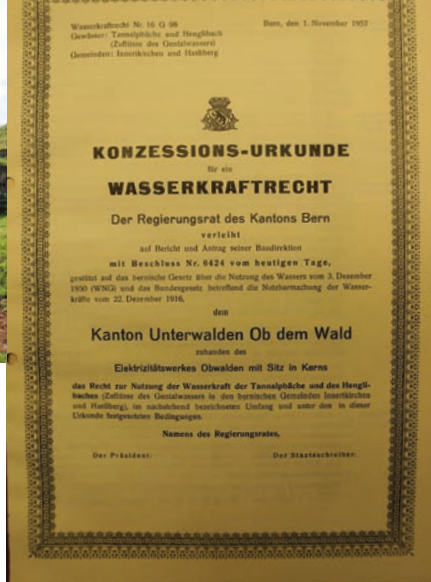 Wasserkraftrecht Nr. 16 G 98 Bern, den 1. November 1957
Gewässer: Tannalpbäche und Henglibach
(Zuflüsse des Gentalwassers)
Gemeinden: Innertkirchen und Hasliberg
KONZESSIONS-URKUNDE
für ein
WASSERKRAFTRECHT
Der Regierungsrat des Kantons Bern
verleiht
auf Bericht und Antrag seiner Baudirektion
mit Beschluss Nr. 6424 vom heutigen Tage,
gestützt auf das bernische Gesetz über die Nutzung des Wassers vom 3. Dezember
1950 (WNG) und das Bundesgesetz betreffend die Nutzbarmachung der Wasser-
kräfte vom 22. Dezember 1916,
dem
Kanton Unterwalden Ob dem Wald
zuhanden des
Elektrizitätswerkes Obwalden mit Sitz in Kerns
das Recht zur Nutzung der Wasserkraft der Tannalpbäche und des Hengli-
baches (Zuflüsse des Gentalwassers in den bernischen Gemeinden Innertkirchen
und Hasliberg), im nachstehend bezeichneten Umfang und unter den in dieser
Urkunde festgesetzten Bedingungen.
Namens des Regierungsrates,
Der Präsident: Der Staatsschreiber: